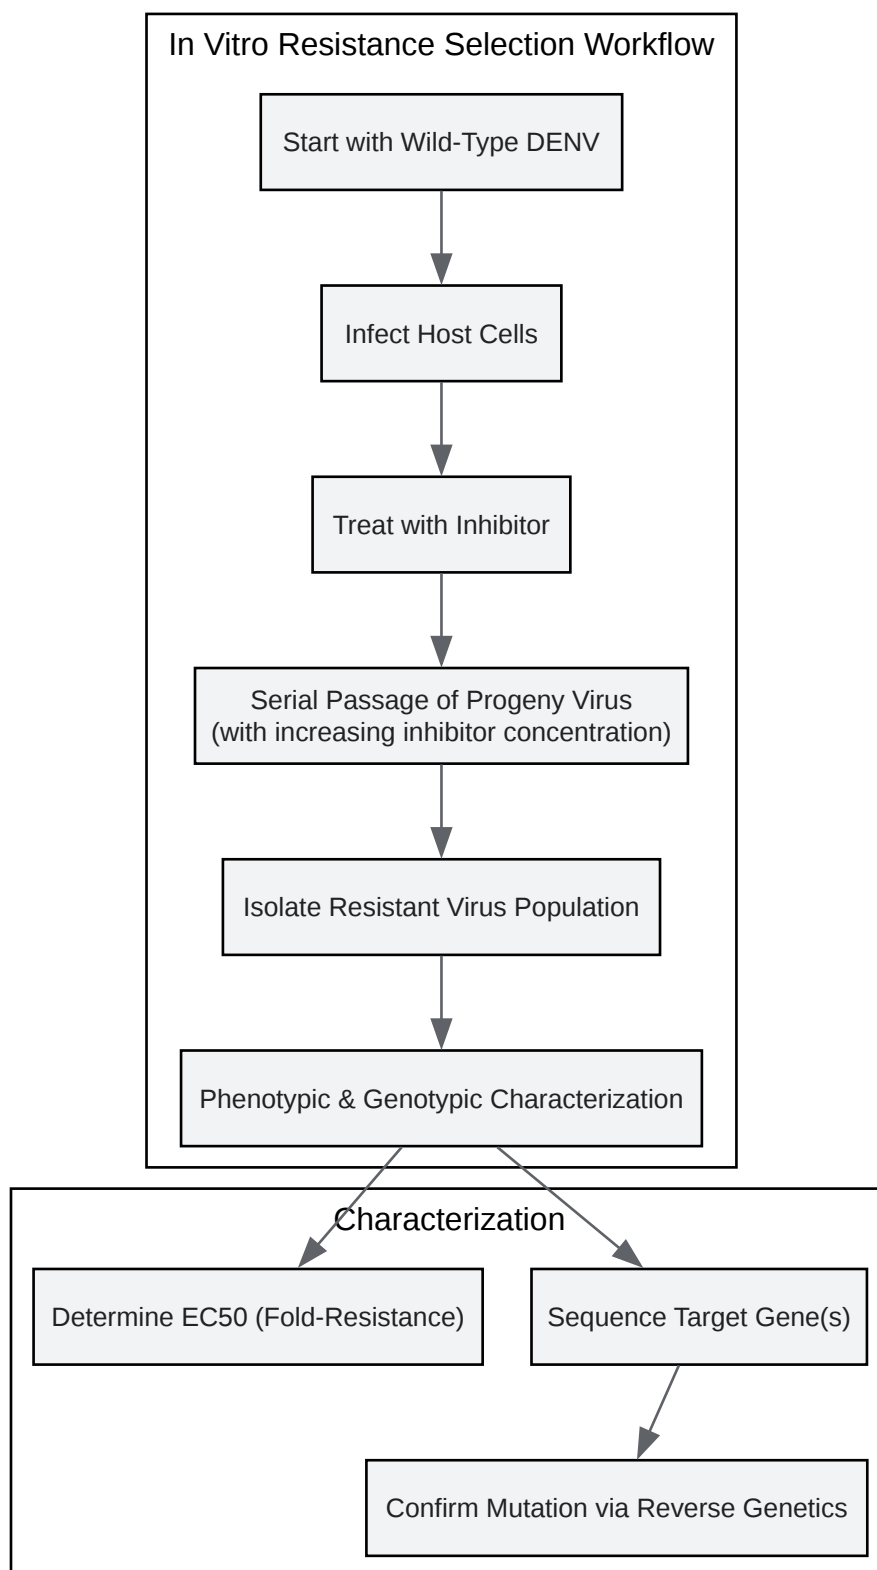 In Vitro Resistance Selection Workflow
Start with Wild-Type DENV
Infect Host Cells
Treat with Inhibitor
Serial Passage of Progeny Virus
(with increasing inhibitor concentration)
Isolate Resistant Virus Population
Phenotypic & Genotypic Characterization
Characterization
Determine EC50 (Fold-Resistance)
Sequence Target Gene(s)
Confirm Mutation via Reverse Genetics